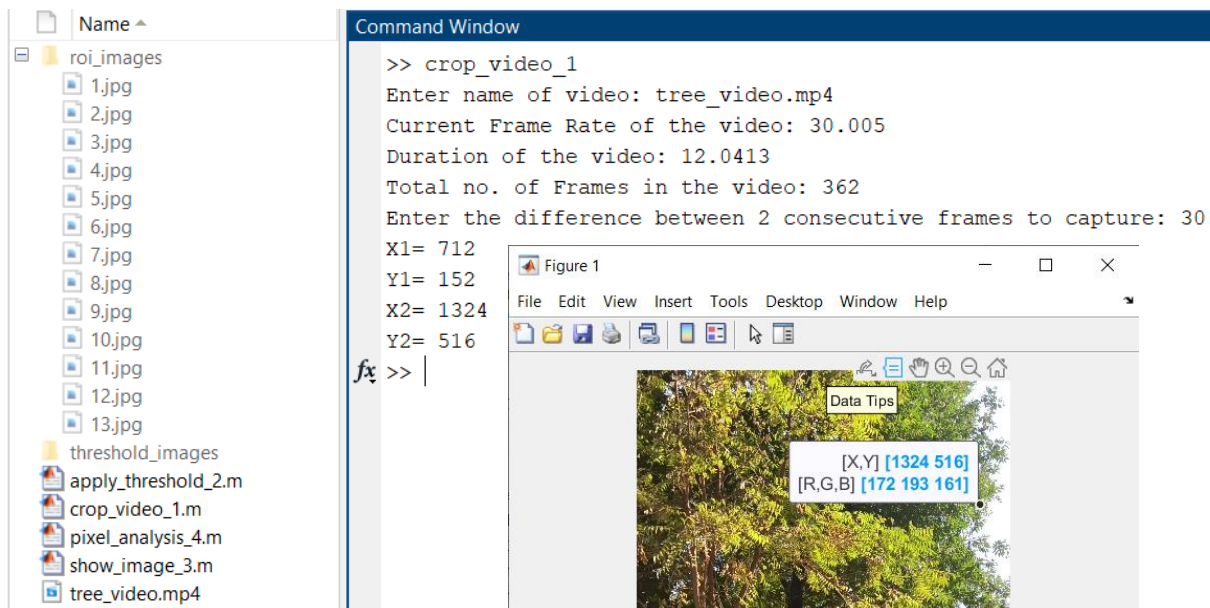 Name
roi_images
1.jpg
2.jpg
3.jpg
4.jpg
5.jpg
6.jpg
7.jpg
8.jpg
9.jpg
10.jpg
11.jpg
12.jpg
13.jpg
threshold_images
apply_threshold_2.m
crop_video_1.m
pixel_analysis_4.m
show_image_3.m
tree_video.mp4
Command Window
>> crop_video_1
Enter name of video: tree_video.mp4
Current Frame Rate of the video: 30.005
Duration of the video: 12.0413
Total no. of Frames in the video: 362
Enter the difference between 2 consecutive frames to capture: 30
X1= 712
Y1= 152
X2= 1324
Y2= 516
fx >>
Figure 1
File Edit View Insert Tools Desktop Window Help
Data Tips
[X,Y] [1324 516]
[R,G,B] [172 193 161]